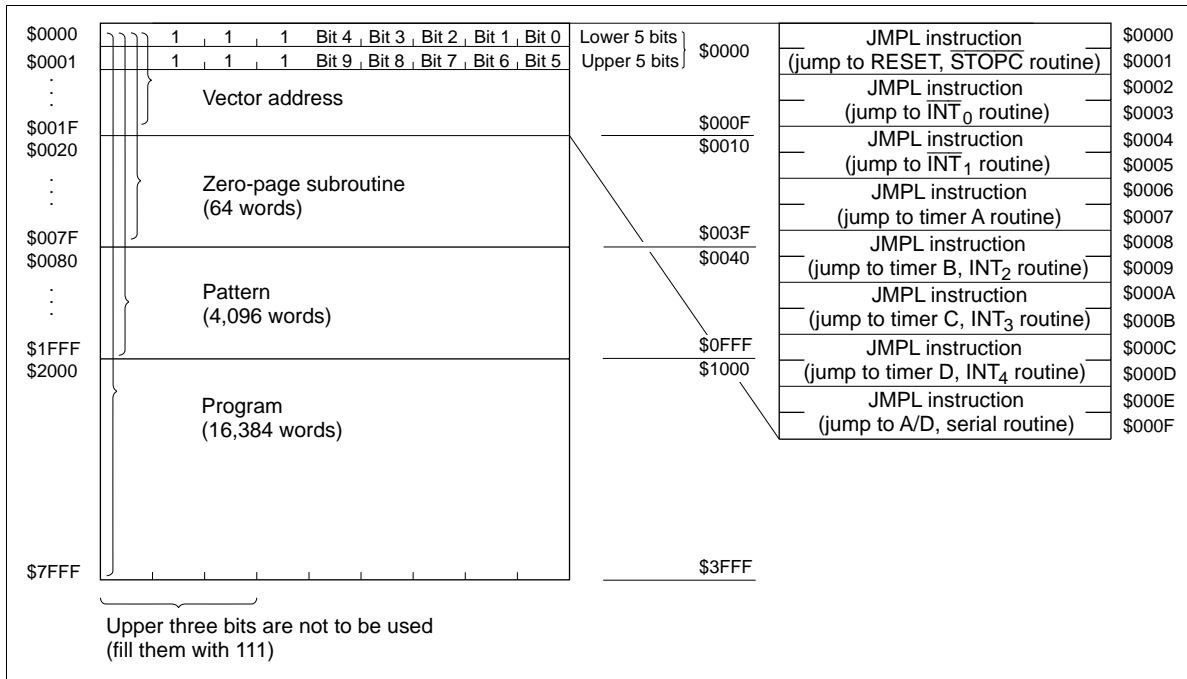 $0000 1 1 1 Bit 4 Bit 3 Bit 2 Bit 1 Bit 0 Lower 5 bits
$0001 1 1 1 Bit 9 Bit 8 Bit 7 Bit 6 Bit 5 Upper 5 bits
$0000
Vector address
$001F
$000F
$0020
$0010
Zero-page subroutine
(64 words)
$007F
$003F
$0080
$0040
Pattern
(4,096 words)
$1FFF
$0FFF
$2000
$1000
Program
(16,384 words)
$7FFF
$3FFF
Upper three bits are not to be used
(fill them with 111)
JMPL instruction $0000
(jump to RESET, STOPC routine) $0001
JMPL instruction $0002
(jump to INT0 routine) $0003
JMPL instruction $0004
(jump to INT1 routine) $0005
JMPL instruction $0006
(jump to timer A routine) $0007
JMPL instruction $0008
(jump to timer B, INT2 routine) $0009
JMPL instruction $000A
(jump to timer C, INT3 routine) $000B
JMPL instruction $000C
(jump to timer D, INT4 routine) $000D
JMPL instruction $000E
(jump to A/D, serial routine) $000F